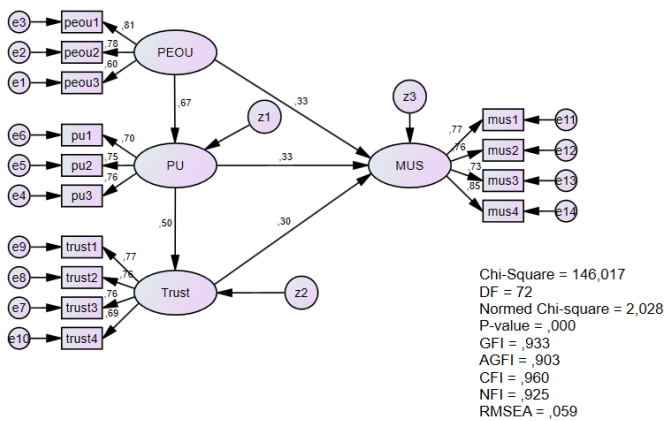 e3 peou1 ,81
e2 peou2 ,78 PEOU
e1 peou3 ,60
z3
,67 ,33
z1
e6 pu1 ,70
e5 pu2 ,75 PU ,33 MUS
e4 pu3 ,76
,77 mus1 e11
,76 mus2 e12
,73 mus3 e13
,85 mus4 e14
,50 ,30
e9 trust1 ,77
e8 trust2 ,76
e7 trust3 ,76 Trust z2
e10 trust4 ,69
Chi-Square = 146,017
DF = 72
Normed Chi-square = 2,028
P-value = ,000
GFI = ,933
AGFI = ,903
CFI = ,960
NFI = ,925
RMSEA = ,059